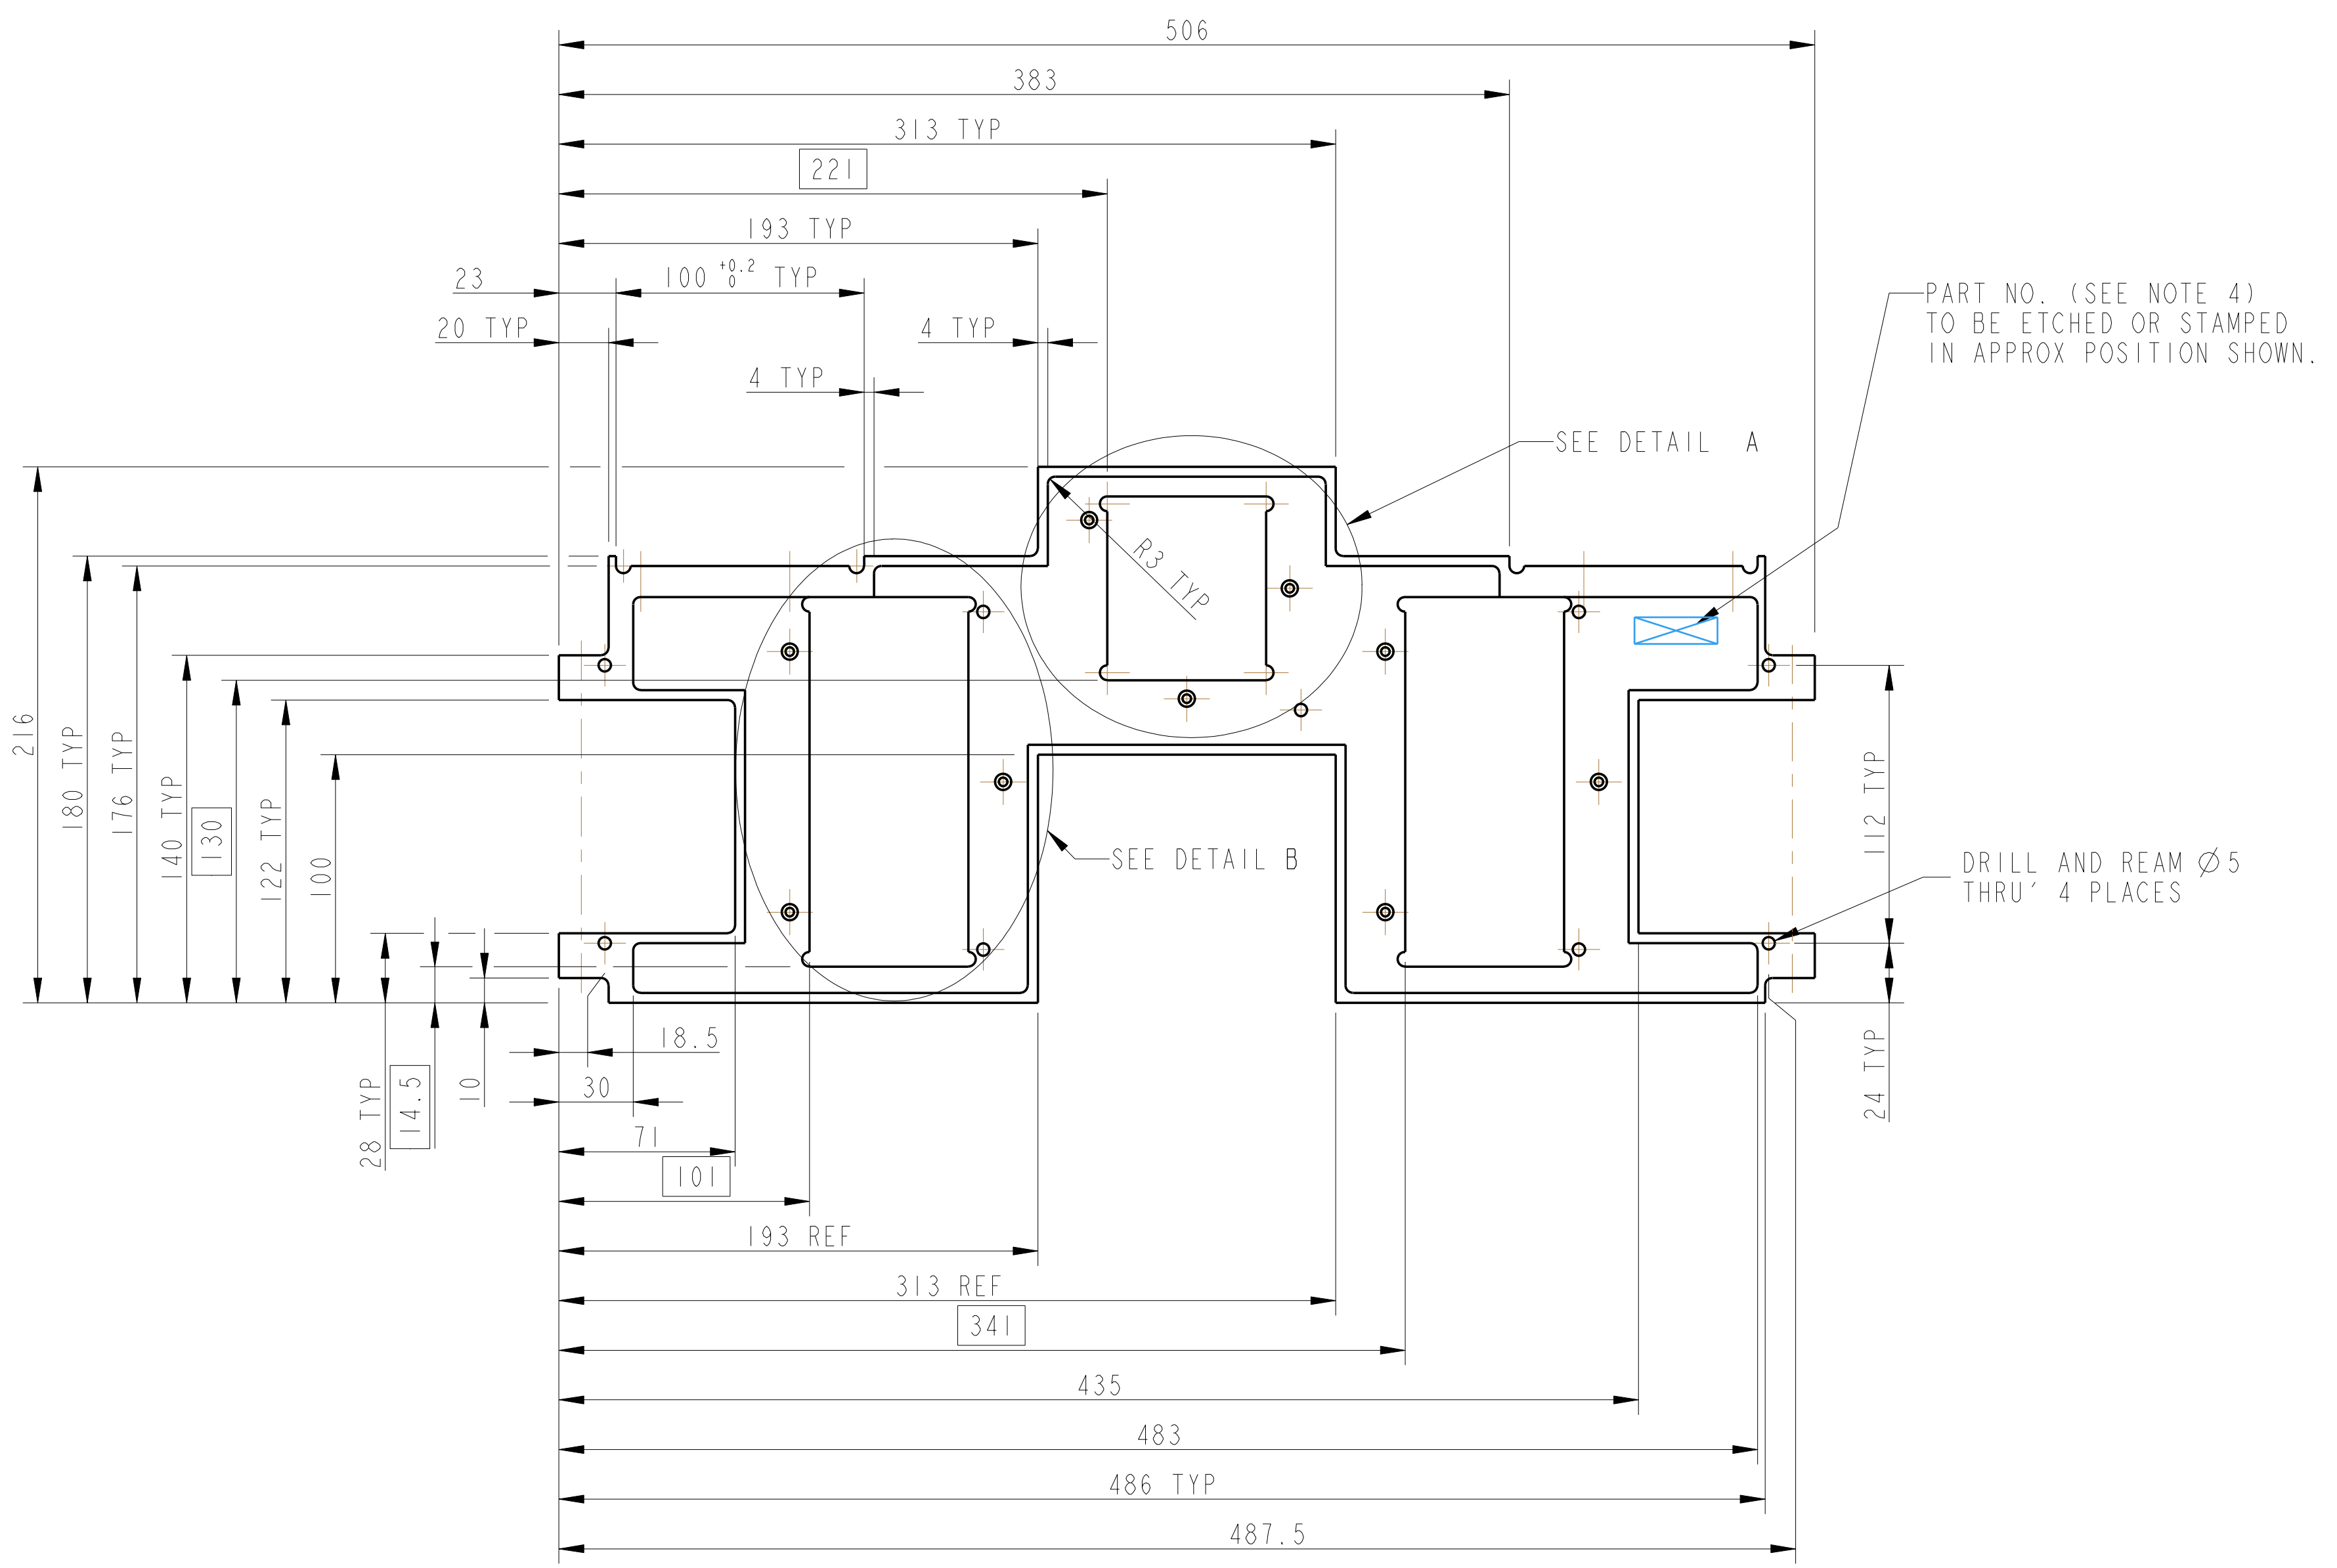 506
383
313 TYP
221
193 TYP
23
100 +0.2 0 TYP
20 TYP
4 TYP
4 TYP
PART NO. (SEE NOTE 4)
TO BE ETCHED OR STAMPED
IN APPROX POSITION SHOWN.
SEE DETAIL A
R3 TYP
216
180 TYP
176 TYP
140 TYP
130
122 TYP
100
112 TYP
SEE DETAIL B
DRILL AND REAM Ø5
THRU' 4 PLACES
28 TYP
14.5
10
24 TYP
18.5
30
71
101
193 REF
313 REF
341
435
483
486 TYP
487.5